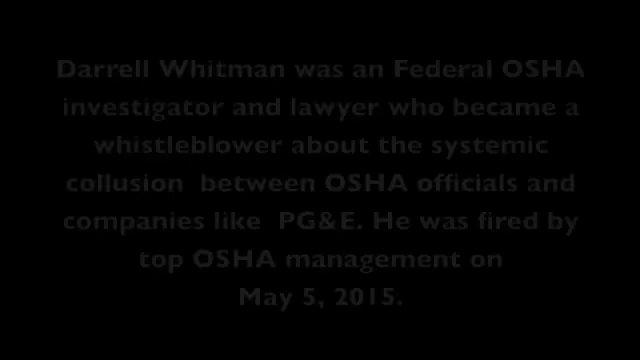 Darrell Whitman was an Federal OSHA
investigator and lawyer who became a
whistleblower about the systemic
collusion  between OSHA officials and
companies like  PG&E. He was fired by
top OSHA management on
May 5, 2015.